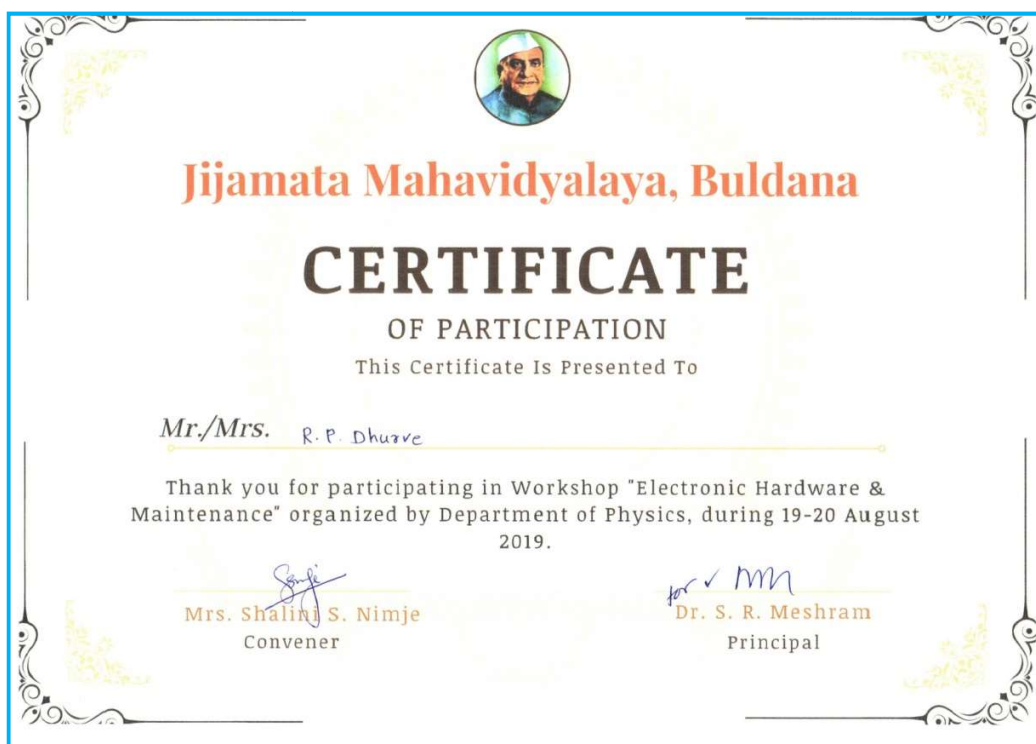 Jijamata Mahavidyalaya, Buldana
CERTIFICATE
OF PARTICIPATION
This Certificate Is Presented To
Mr./Mrs. R. P. Dhurve
Thank you for participating in Workshop "Electronic Hardware &
Maintenance" organized by Department of Physics, during 19-20 August
2019.
for
Mrs. Shalini S. Nimje Dr. S. R. Meshram
Convener Principal